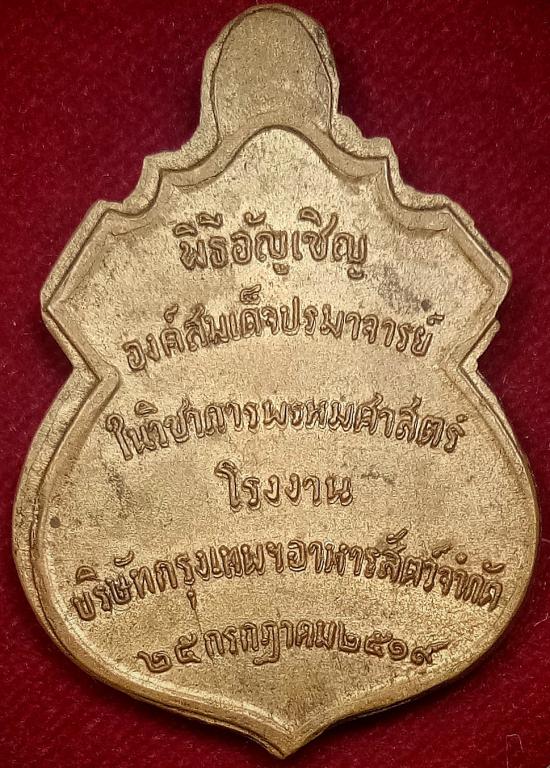 พิธีอัญเชิญ
องค์สมเด็จปรมาจารย์
ในวิชาการพรหมศาสตร์
โรงงาน
บริษัทกรุงเทพฯอาหารสัตว์จำกัด
๒๕ กรกฎาคม๒๕๑๙